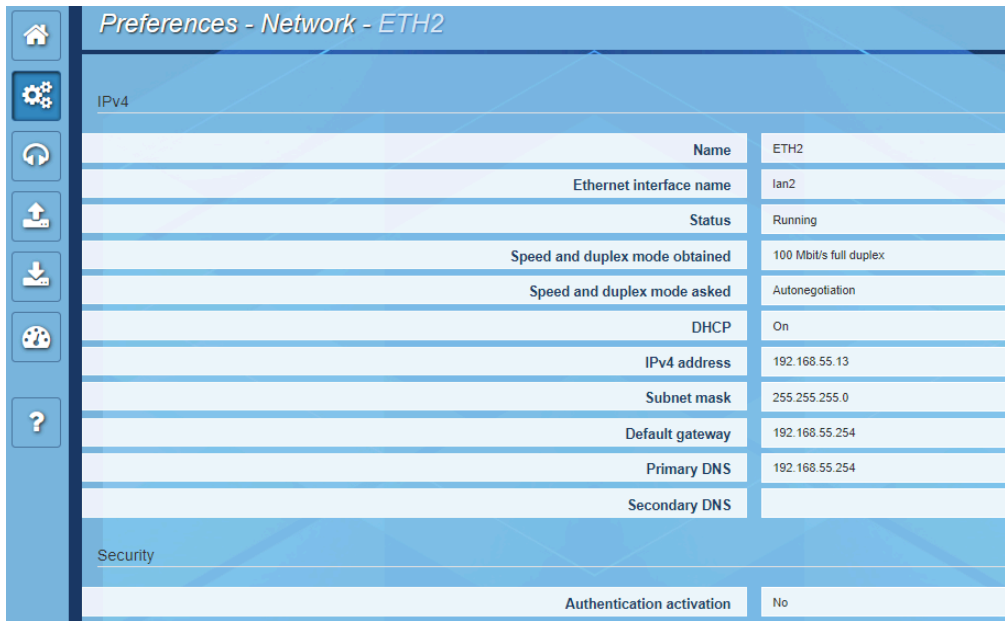 Preferences - Network - ETH2
IPv4
Name ETH2
Ethernet interface name lan2
Status Running
Speed and duplex mode obtained 100 Mbit/s full duplex
Speed and duplex mode asked Autonegotiation
DHCP On
IPv4 address 192.168.55.13
Subnet mask 255.255.255.0
Default gateway 192.168.55.254
Primary DNS 192.168.55.254
Secondary DNS
Security
Authentication activation No
?